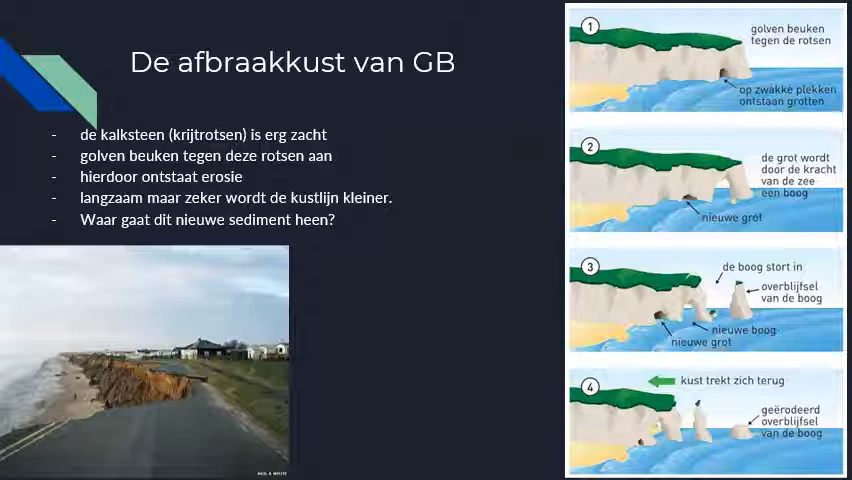 De afbraakkust van GB
- de kalksteen (krijtrotsen) is erg zacht
- golven beuken tegen deze rotsen aan
- hierdoor ontstaat erosie
- langzaam maar zeker wordt de kustlijn kleiner.
- Waar gaat dit nieuwe sediment heen?
1
golven beuken
tegen de rotsen
op zwakke plekken
ontstaan grotten
2
de grot wordt
door de kracht
van de zee
een boog
nieuwe grot
3
de boog stort in
overblijfsel
van de boog
nieuwe boog
nieuwe grot
4
kust trekt zich terug
geërodeerd
overblijfsel
van de boog